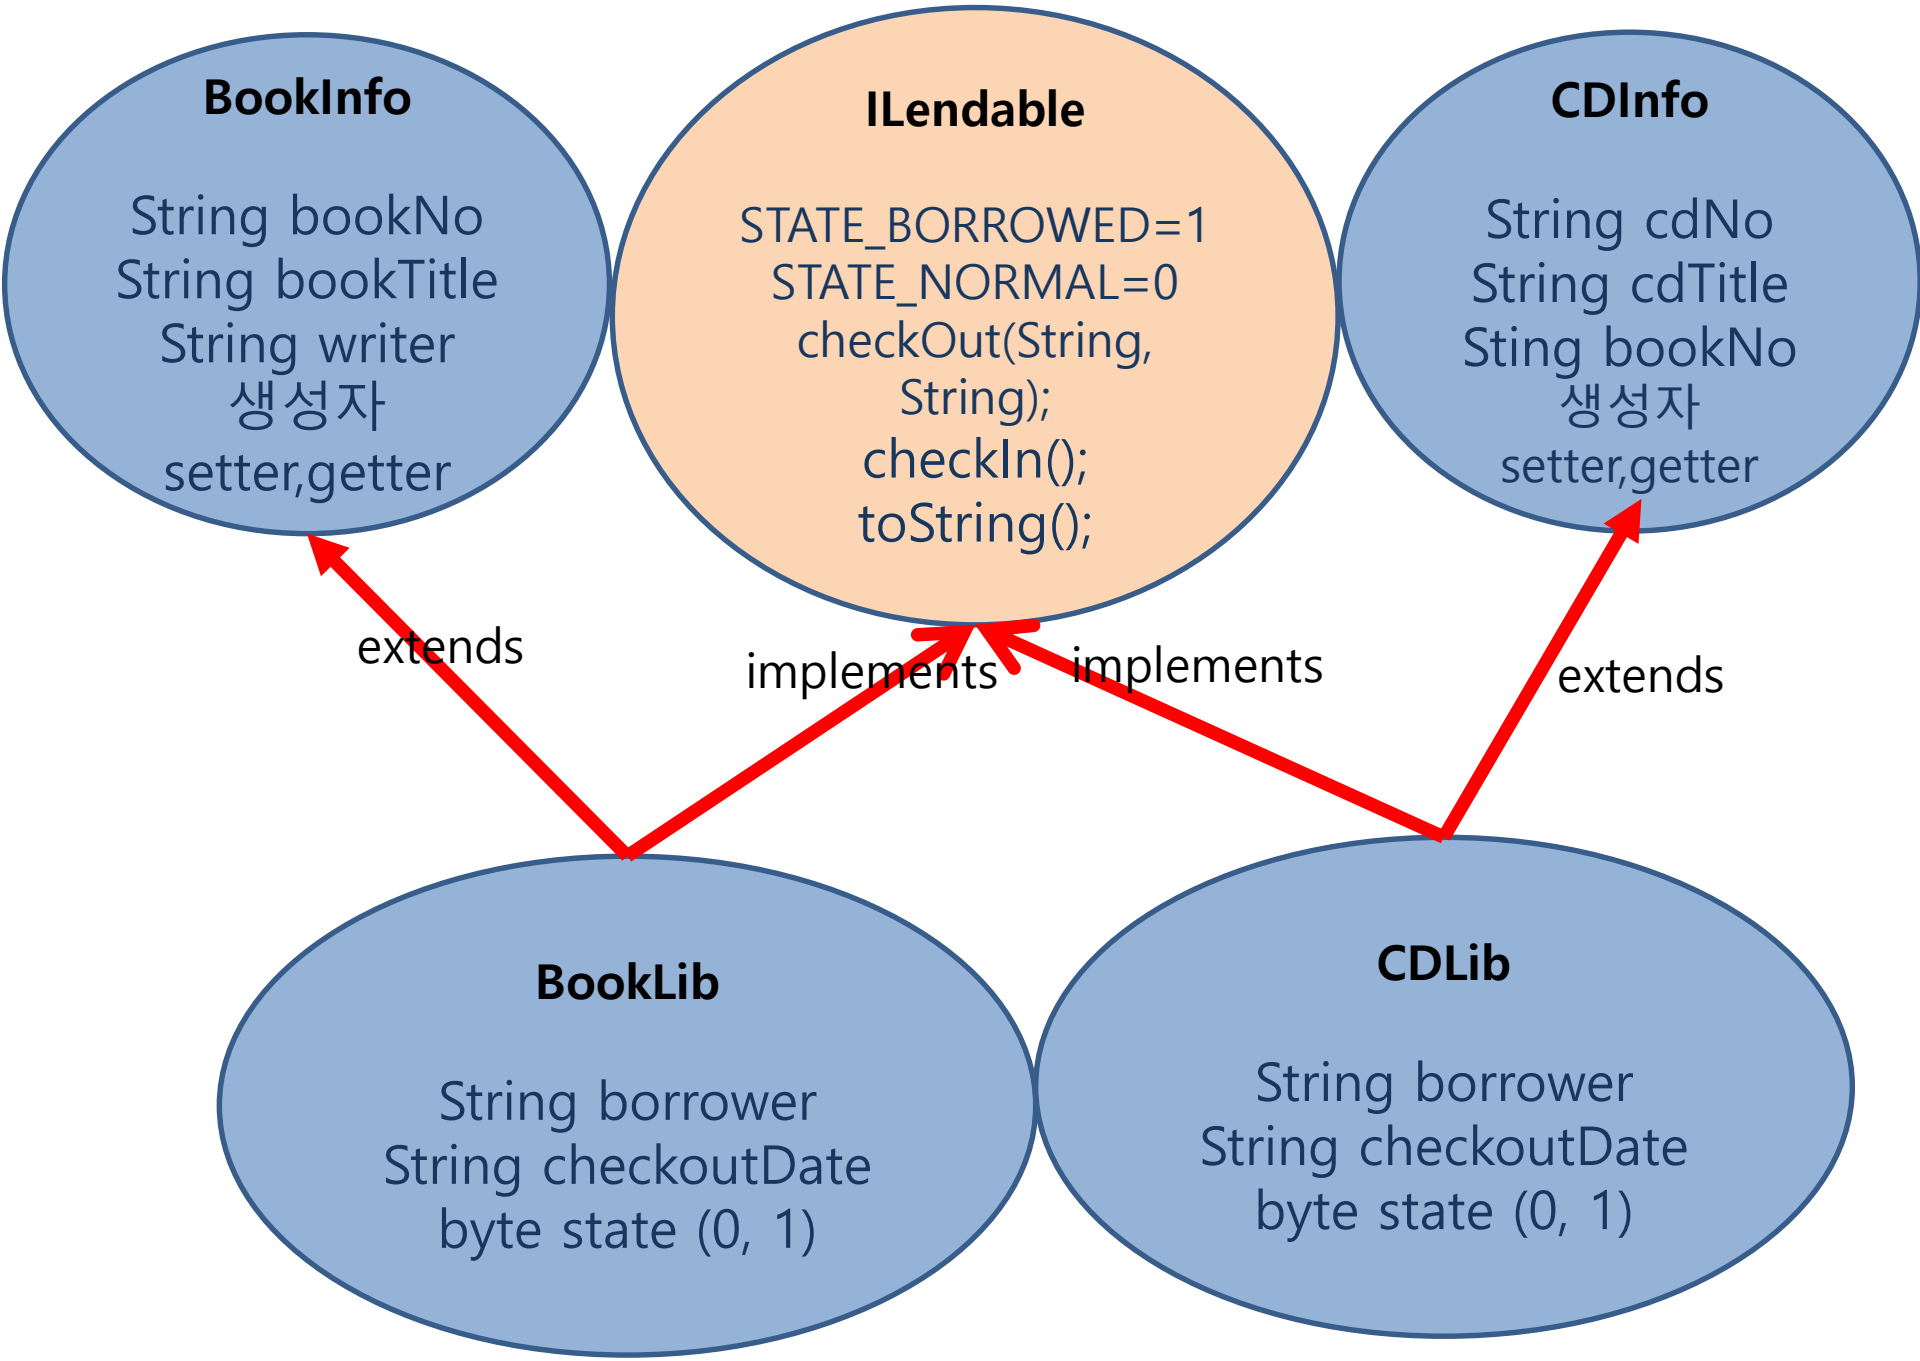 BookInfo
String bookNo
String bookTitle
String writer
생성자
setter,getter
ILendable
STATE_BORROWED=1
STATE_NORMAL=0
checkOut(String,
String);
checkIn();
toString();
CDInfo
String cdNo
String cdTitle
Sting bookNo
생성자
setter,getter
extends
implements
implements
extends
BookLib
String borrower
String checkoutDate
byte state (0, 1)
CDLib
String borrower
String checkoutDate
byte state (0, 1)